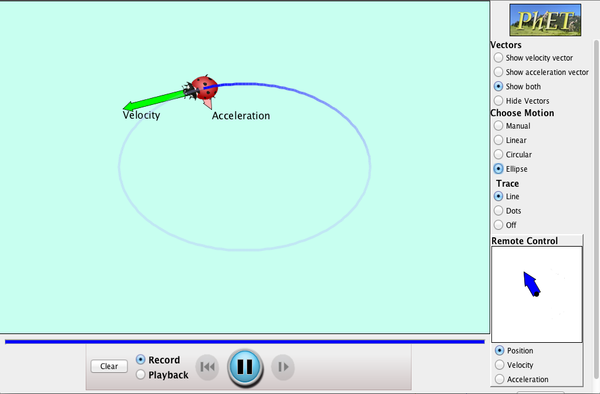 PhET
Vectors
Show velocity vector
Show acceleration vector
Show both
Hide Vectors
Choose Motion
Manual
Linear
Circular
Ellipse
Trace
Line
Dots
Off
Remote Control
Position
Velocity
Acceleration
Velocity
Acceleration
Clear
Record
Playback